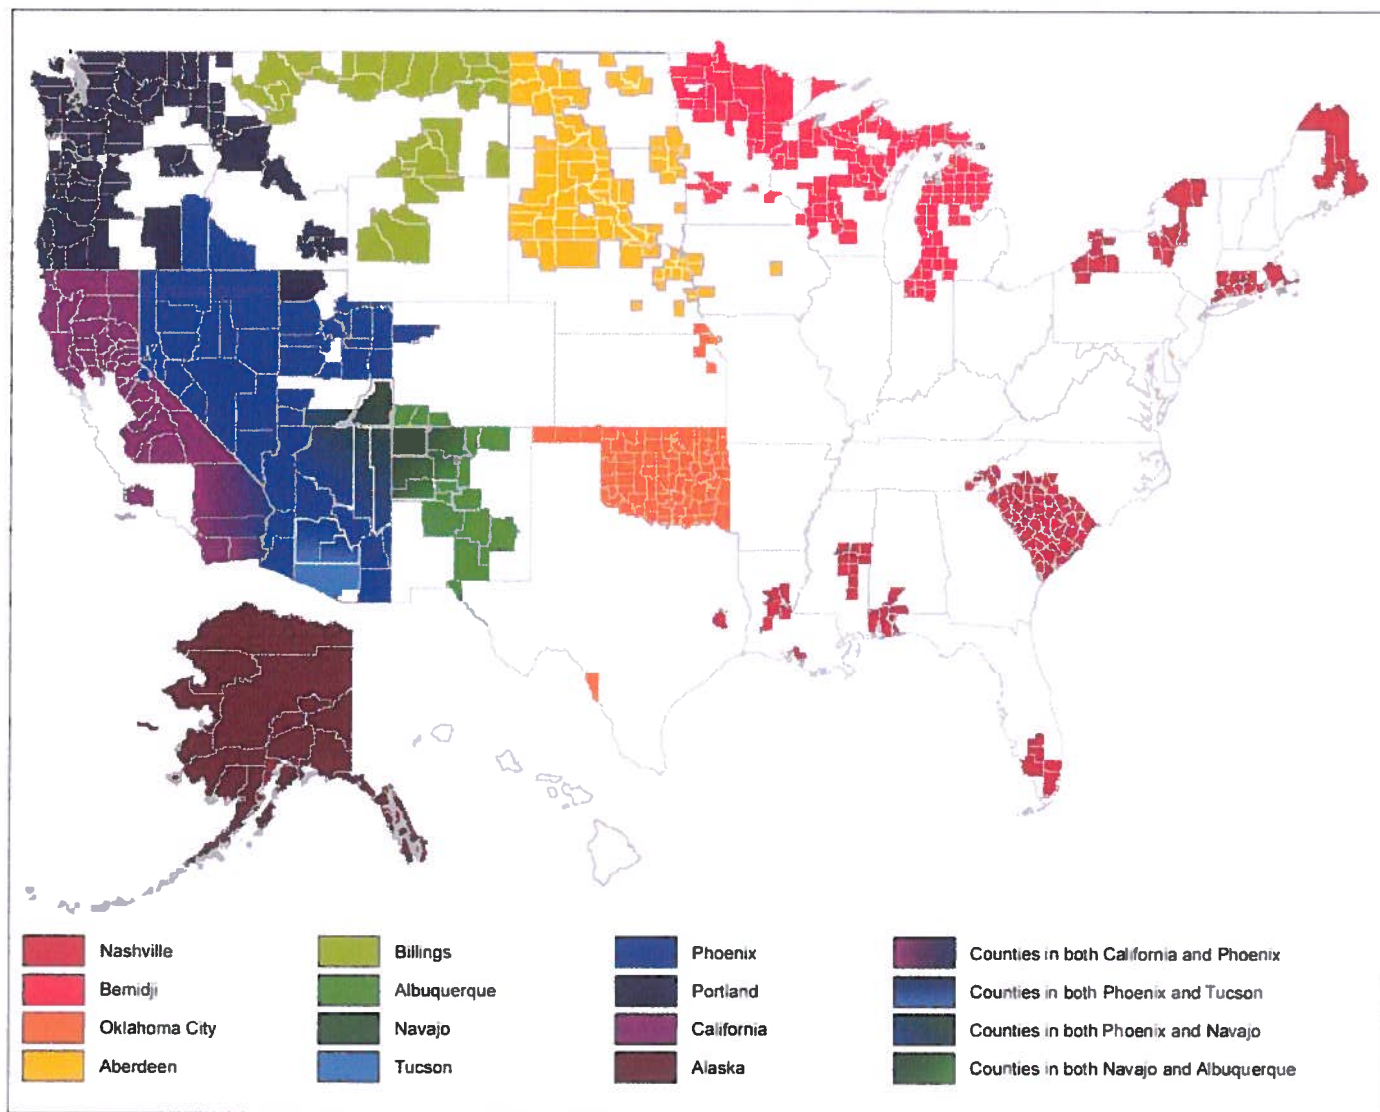 Nashville
Bemidji
Oklahoma City
Aberdeen
Billings
Albuquerque
Navajo
Tucson
Phoenix
Portland
California
Alaska
Counties in both California and Phoenix
Counties in both Phoenix and Tucson
Counties in both Phoenix and Navajo
Counties in both Navajo and Albuquerque